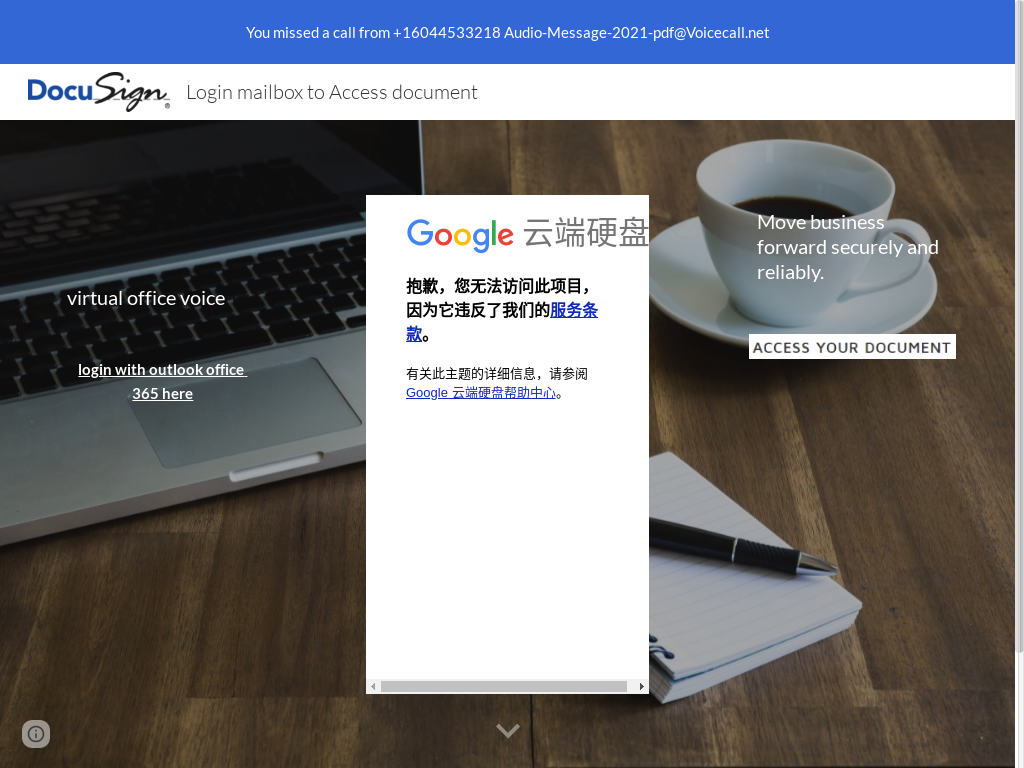 You missed a call from +16044533218 Audio-Message-2021-pdf@Voicecall.net
DocuSign®
Login mailbox to Access document
virtual office voice
login with outlook office
365 here
Google 云端硬盘
抱歉，您无法访问此项目，
因为它违反了我们的服务条
款。
有关此主题的详细信息，请参阅
Google 云端硬盘帮助中心。
Move business
forward securely and
reliably.
ACCESS YOUR DOCUMENT